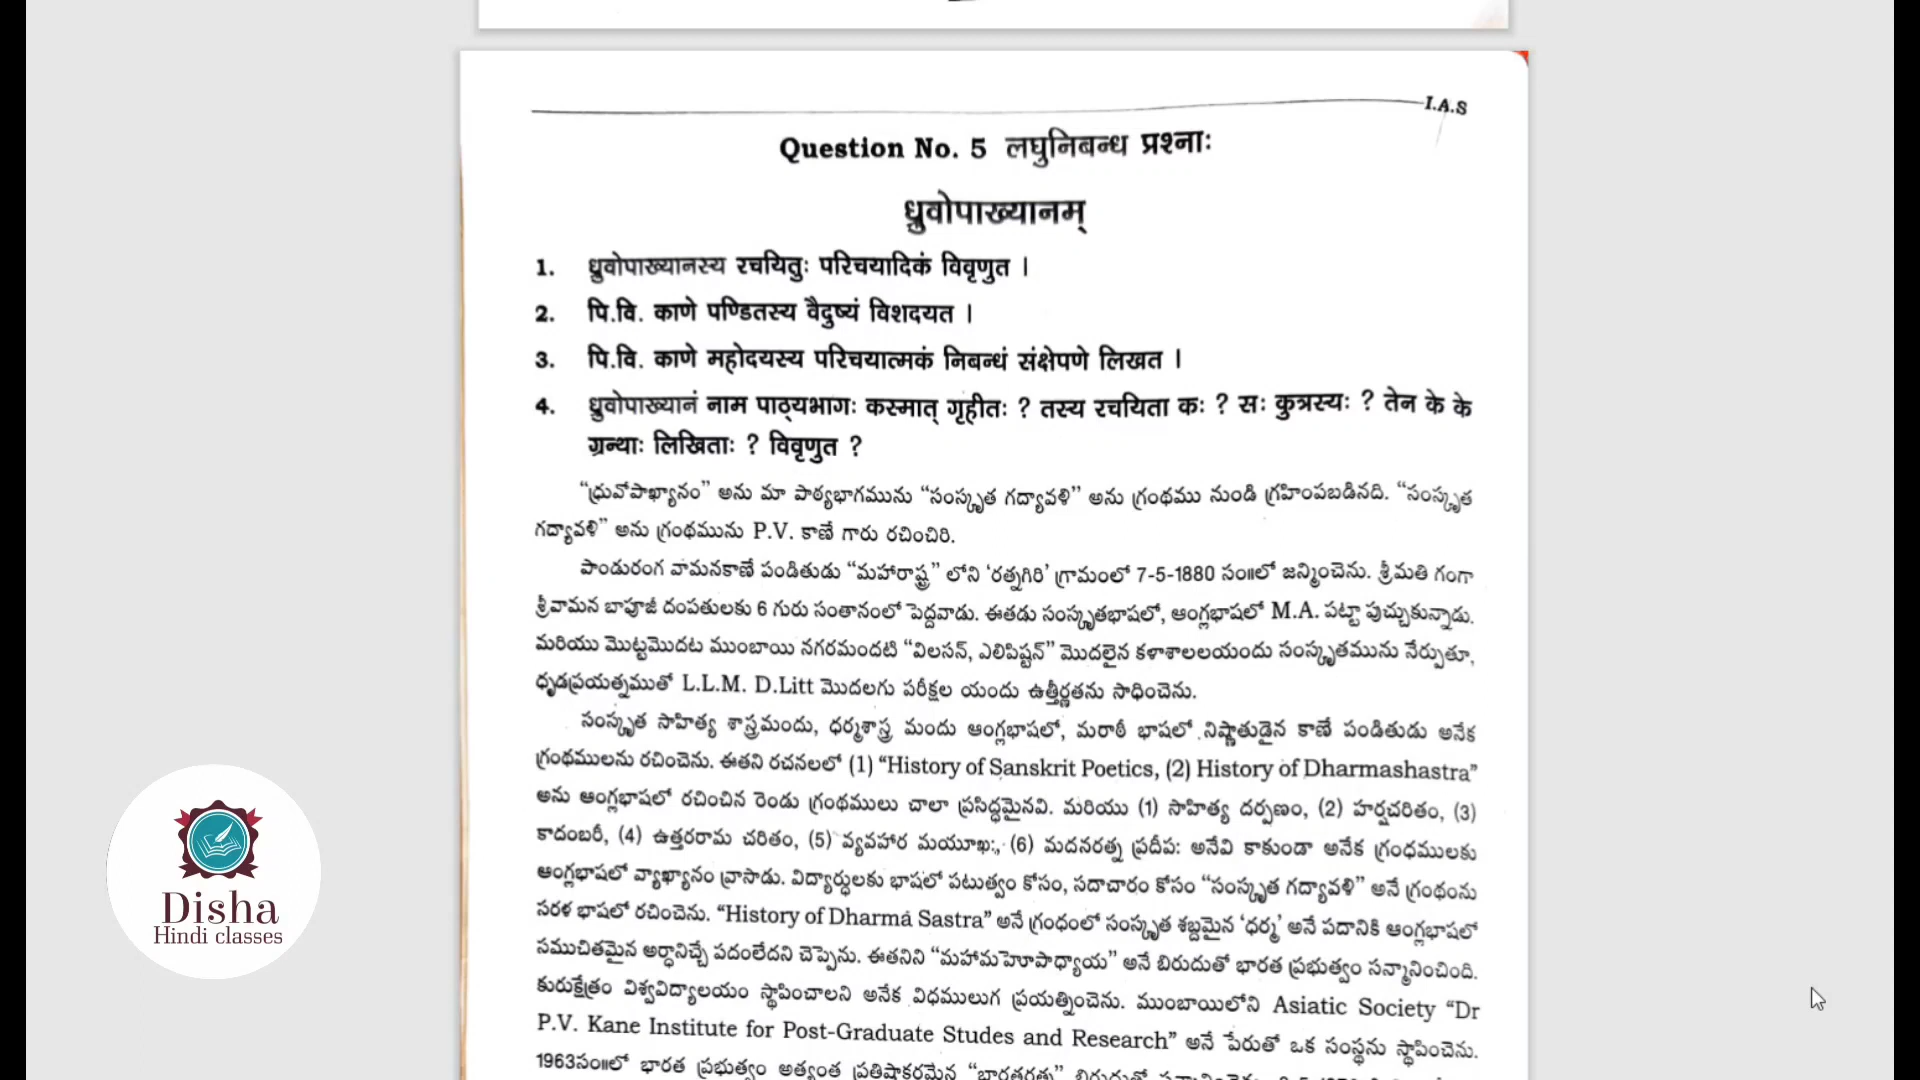 I.A.S
Question No. 5 लघुनिबन्ध प्रश्नाः
ध्रुवोपाख्यानम्
1. ध्रुवोपाख्यानस्य रचयितुः परिचयादिकं विवृणुत ।
2. पि.वि. काणे पण्डितस्य वैदुष्यं विशदयत ।
3. पि.वि. काणे महोदयस्य परिचयात्मकं निबन्धं संक्षेपणे लिखत ।
4. ध्रुवोपाख्यानं नाम पाठ्यभागः कस्मात् गृहीतः ? तस्य रचयिता कः ? सः कुत्रस्यः ? तेन के के
ग्रन्थाः लिखिताः ? विवृणुत ?
“ధ్రువోపాఖ్యానం” అను మా పాఠ్యభాగమును “సంస్కృత గద్యావళి” అను గ్రంథము నుండి గ్రహింపబడినది. “సంస్కృత
గద్యావళి” అను గ్రంథమును P.V. కాణే గారు రచించిరి.
పాండురంగ వామనకాణే పండితుడు “మహారాష్ట్ర” లోని ‘రత్నగిరి’ గ్రామంలో 7-5-1880 సం॥లో జన్మించెను. శ్రీమతి గంగా
శ్రీవామన బాపూజీ దంపతులకు 6 గురు సంతానంలో పెద్దవాడు. ఈతడు సంస్కృతభాషలో, ఆంగ్లభాషలో M.A. పట్టా పుచ్చుకున్నాడు.
మరియు మొట్టమొదట ముంబాయి నగరమందటి “విలసన్, ఎలిపిష్టన్” మొదలైన కళాశాలలయందు సంస్కృతమును నేర్పుతూ,
ధృడప్రయత్నముతో L.L.M. D.Litt మొదలగు పరీక్షల యందు ఉత్తీర్ణతను సాధించెను.
సంస్కృత సాహిత్య శాస్త్రమందు, ధర్మశాస్త్ర మందు ఆంగ్లభాషలో, మరాఠీ భాషలో నిష్ణాతుడైన కాణే పండితుడు అనేక
గ్రంథములను రచించెను. ఈతని రచనలలో (1) “History of Sanskrit Poetics, (2) History of Dharmashastra”
అను ఆంగ్లభాషలో రచించిన రెండు గ్రంథములు చాలా ప్రసిద్ధమైనవి. మరియు (1) సాహిత్య దర్పణం, (2) హర్షచరితం, (3)
కాదంబరీ, (4) ఉత్తరరామ చరితం, (5) వ్యవహార మయూఖః, (6) మదనరత్న ప్రదీపః అనేవి కాకుండా అనేక గ్రంధములకు
ఆంగ్లభాషలో వ్యాఖ్యానం వ్రాసాడు. విద్యార్థులకు భాషలో పటుత్వం కోసం, సదాచారం కోసం “సంస్కృత గద్యావళి” అనే గ్రంథంను
సరళ భాషలో రచించెను. “History of Dharma Sastra” అనే గ్రంధంలో సంస్కృత శబ్దమైన ‘ధర్మ’ అనే పదానికి ఆంగ్లభాషలో
సముచితమైన అర్ధానిచ్చే పదంలేదని చెప్పెను. ఈతనిని “మహామహెూపాధ్యాయ” అనే బిరుదుతో భారత ప్రభుత్వం సన్మానించింది.
కురుక్షేత్రం విశ్వవిద్యాలయం స్థాపించాలని అనేక విధములుగ ప్రయత్నించెను. ముంబాయిలోని Asiatic Society “Dr
P.V. Kane Institute for Post-Graduate Studes and Research” అనే పేరుతో ఒక సంస్థను స్థాపించెను.
1963సం॥లో భారత ప్రభుత్వం అత్యంత ప్రతిష్ఠాకరమైన “భారతరత్న”
Disha
Hindi classes